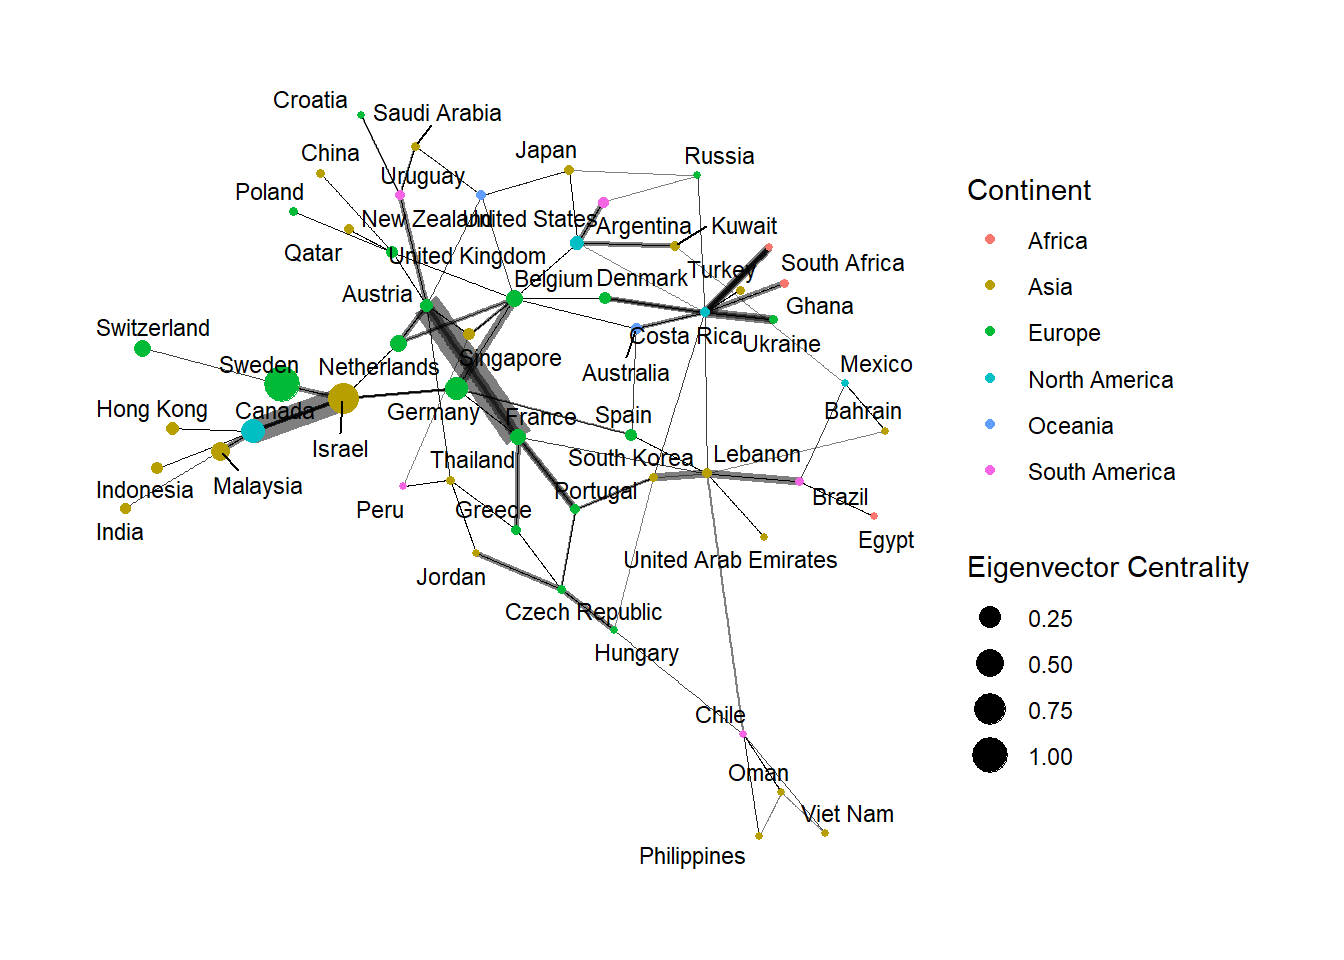 Croatia
Saudi Arabia
China
Japan
Russia
Poland
Uruguay
New Zealand
United States
Argentina
Kuwait
Qatar
United Kingdom
Belgium
Denmark
Turkey
South Africa
Austria
Ghana
Switzerland
Costa Rica
Ukraine
Sweden
Netherlands
Singapore
Australia
Mexico
Hong Kong
Canada
Germany
France
Spain
Bahrain
Israel
Thailand
South Korea
Lebanon
Indonesia
Malaysia
Peru
Greece
Portugal
Brazil
India
Egypt
United Arab Emirates
Jordan
Czech Republic
Hungary
Chile
Oman
Viet Nam
Philippines
Continent
Africa
Asia
Europe
North America
Oceania
South America
Eigenvector Centrality
0.25
0.50
0.75
1.00